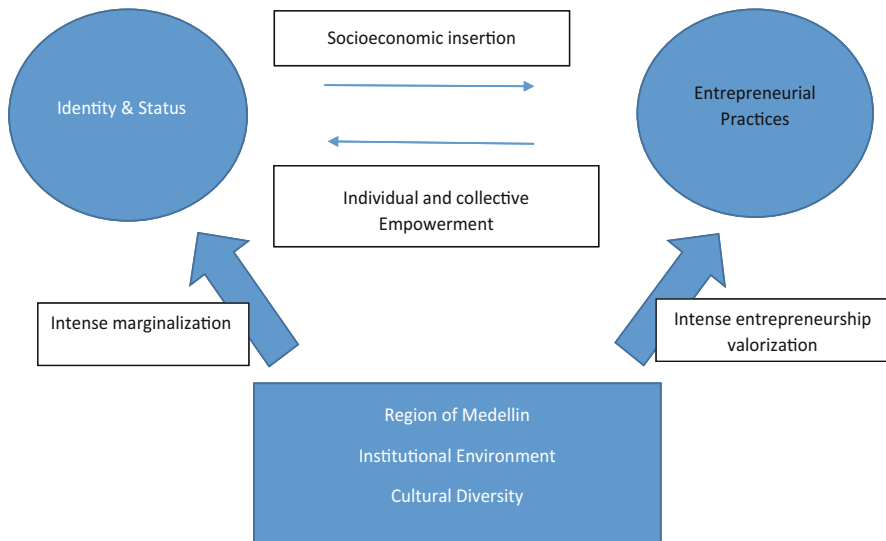 Socioeconomic insertion
Identity & Status
Entrepreneurial
Practices
Individual and collective
Empowerment
Intense marginalization
Intense entrepreneurship
valorization
Region of Medellin
Institutional Environment
Cultural Diversity